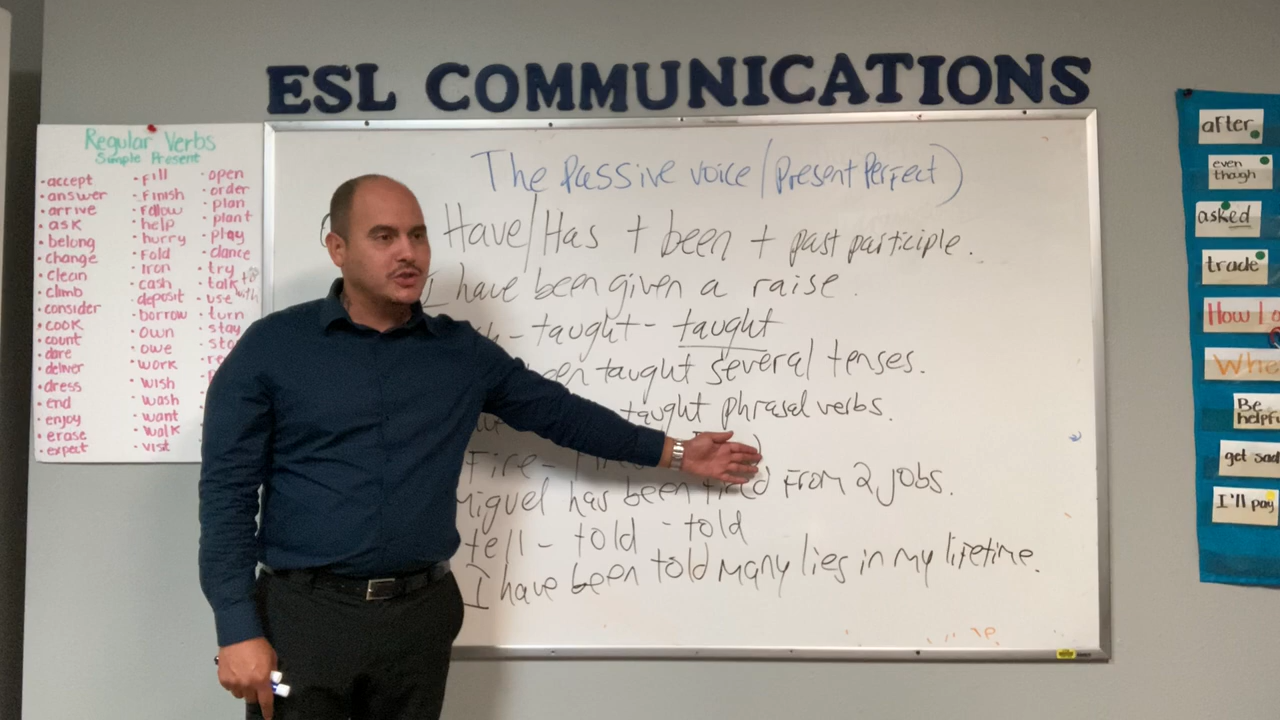 ESL COMMUNICATIONS
Regular Verbs
Simple Present
• accept
• answer
• arrive
• ask
• belong
• change
• clean
• climb
• consider
• cook
• count
• dare
• deliver
• dress
• end
• enjoy
• erase
• expect
• Fill
• Finish
• Follow
• help
• hurry
• Fold
• Iron
• cash
• deposit
• borrow
• own
• owe
• work
• wish
• wash
• want
• walk
• visit
• open
• order
• plan
• plant
• play
• dance
• try
• talk to
• use with
• turn
• stay
The Passive voice (Present Perfect)
Have/Has + been + past participle.
I have been given a raise.
- taught - taught
taught several tenses.
taught phrasal verbs.
Fire -
Miguel has been fired from 2 jobs.
tell - told - told
I have been told many lies in my lifetime.
after
even
though
asked
trade
How I
Be
get sad
I'll pay